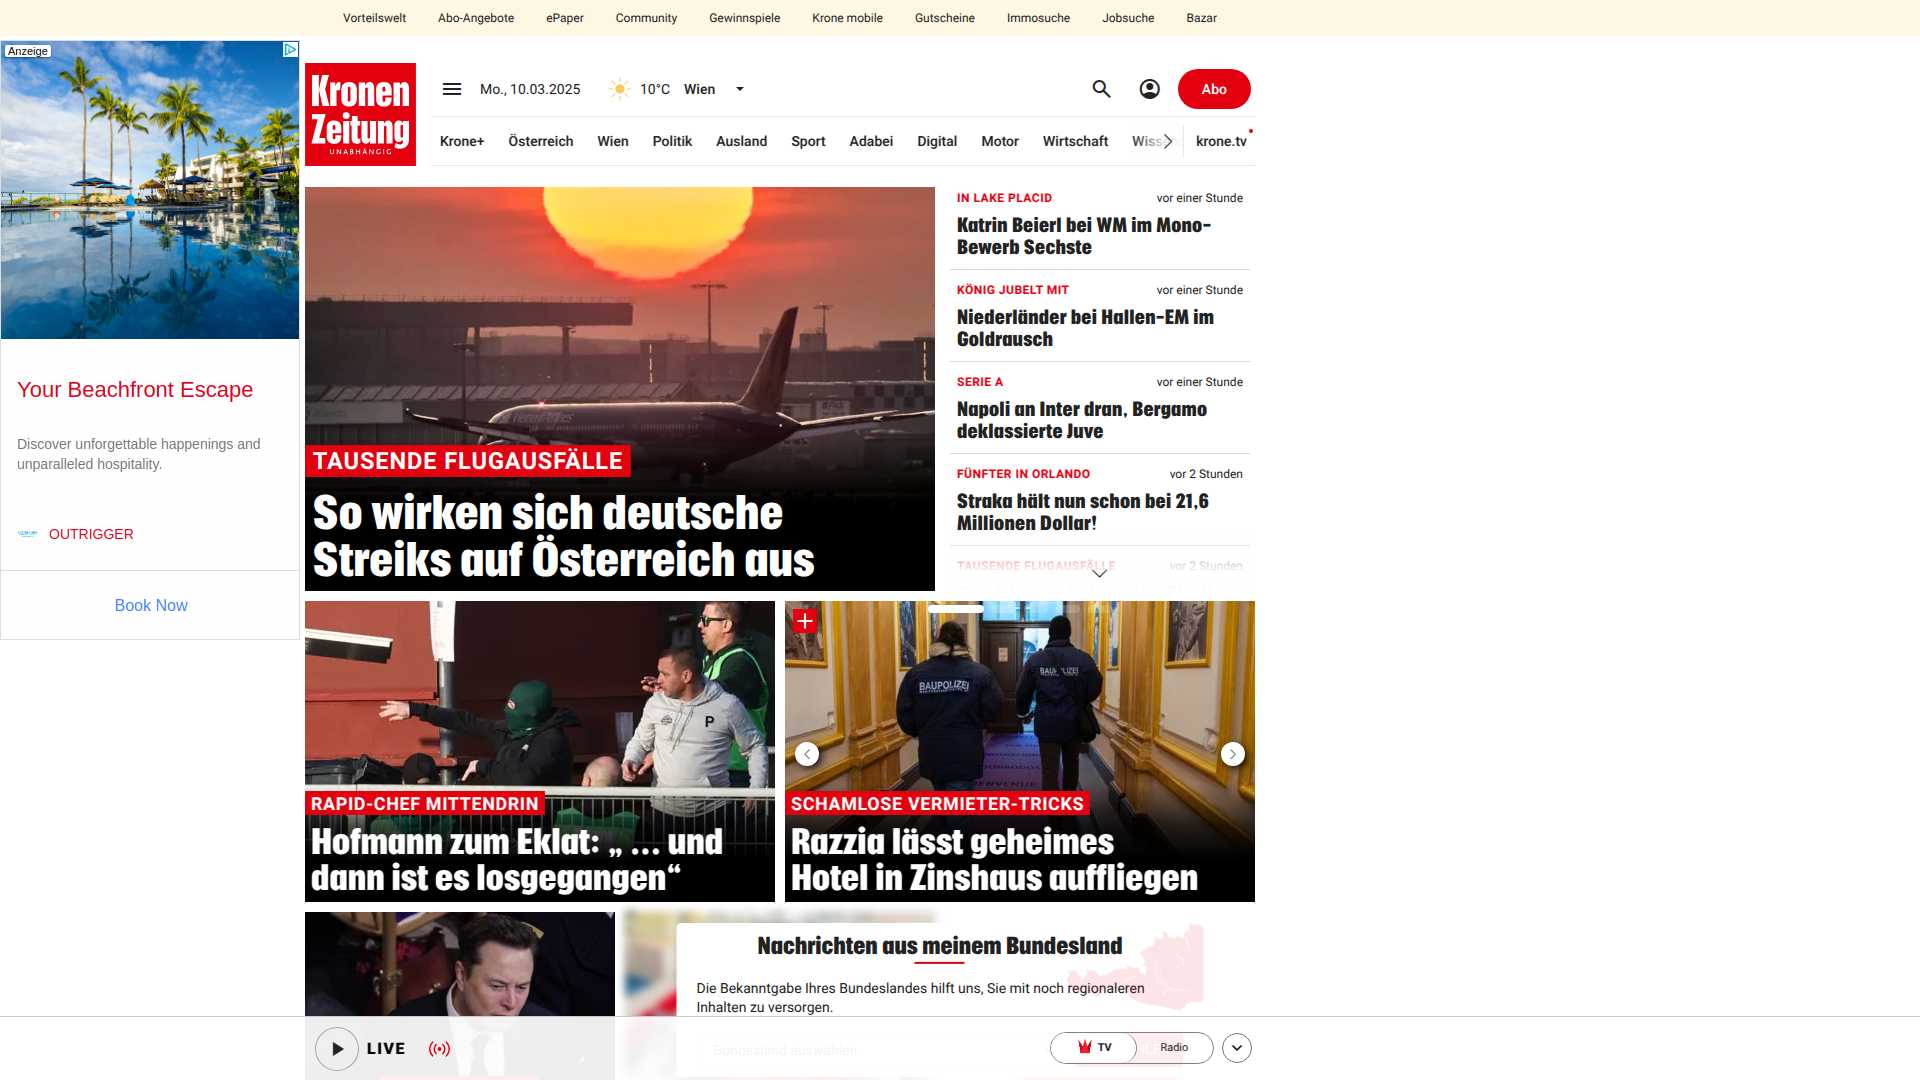 Vorteilswelt
Abo-Angebote
ePaper
Community
Gewinnspiele
Krone mobile
Gutscheine
Immosuche
Jobsuche
Bazar
Anzeige
Your Beachfront Escape
Discover unforgettable happenings and
unparalleled hospitality.
OUTRIGGER
Book Now
Kronen
Zeitung
UNABHÄNGIG
Mo., 10.03.2025
10°C
Wien
Abo
Krone+
Österreich
Wien
Politik
Ausland
Sport
Adabei
Digital
Motor
Wirtschaft
krone.tv
TAUSENDE FLUGAUSFÄLLE
So wirken sich deutsche
Streiks auf Österreich aus
IN LAKE PLACID
vor einer Stunde
Katrin Beierl bei WM im Mono-
Bewerb Sechste
KÖNIG JUBELT MIT
vor einer Stunde
Niederländer bei Hallen-EM im
Goldrausch
SERIE A
vor einer Stunde
Napoli an Inter dran, Bergamo
deklassierte Juve
FÜNFTER IN ORLANDO
vor 2 Stunden
Straka hält nun schon bei 21,6
Millionen Dollar!
TAUSENDE FLUGAUSFÄLLE
vor 2 Stunden
P
RAPID-CHEF MITTENDRIN
Hofmann zum Eklat: „ ... und
dann ist es losgegangen“
BAUPOLIZEI
BAUPOLIZEI
SCHAMLOSE VERMIETER-TRICKS
Razzia lässt geheimes
Hotel in Zinshaus auffliegen
Nachrichten aus meinem Bundesland
Die Bekanntgabe Ihres Bundeslandes hilft uns, Sie mit noch regionaleren
Inhalten zu versorgen.
Bundesland auswählen
LIVE
TV
Radio